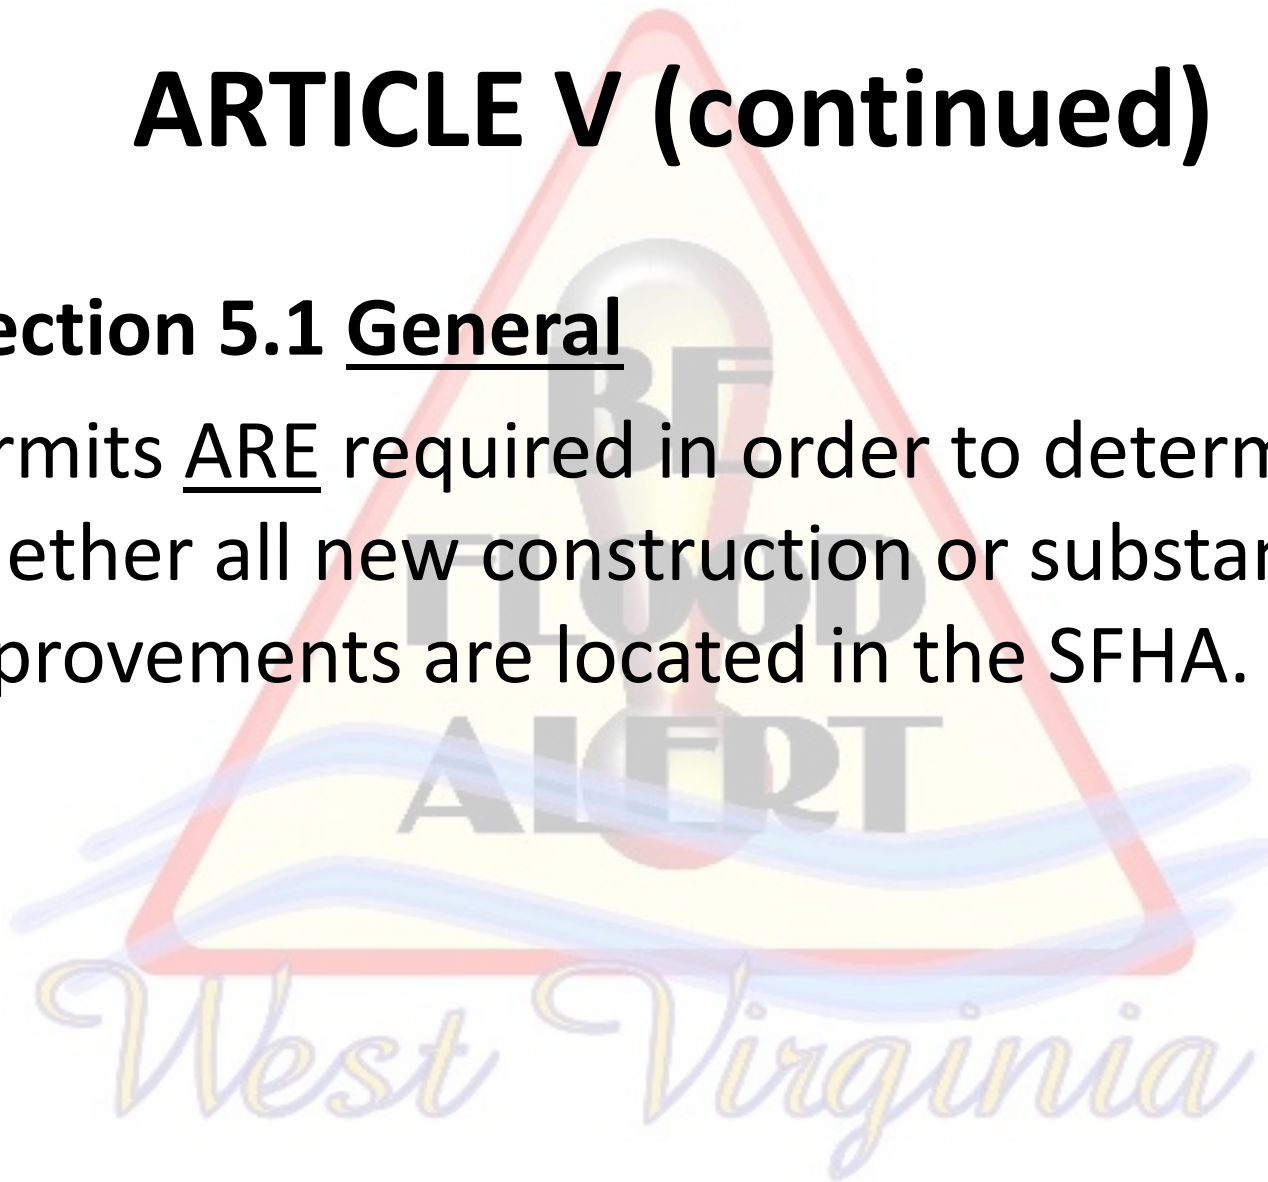 ARTICLE V (continued)
ection 5.1 General
rmits ARE required in order to determ
ether all new construction or substan
provements are located in the SFHA.
BE
FLOOD
ALERT
West Virginia